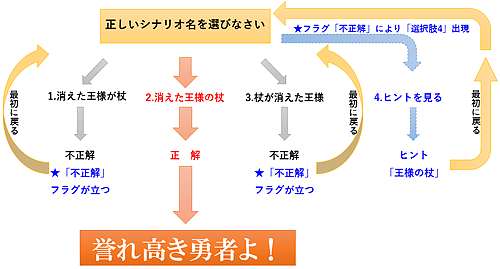 正しいシナリオ名を選びなさい
★フラグ「不正解」により「選択肢4」出現
1.消えた王様が杖
2.消えた王様の杖
3.杖が消えた王様
4.ヒントを見る
最初に戻る
最初に戻る
最初に戻る
不正解
★「不正解」
フラグが立つ
正　解
不正解
★「不正解」
フラグが立つ
ヒント
「王様の杖」
誉れ高き勇者よ！